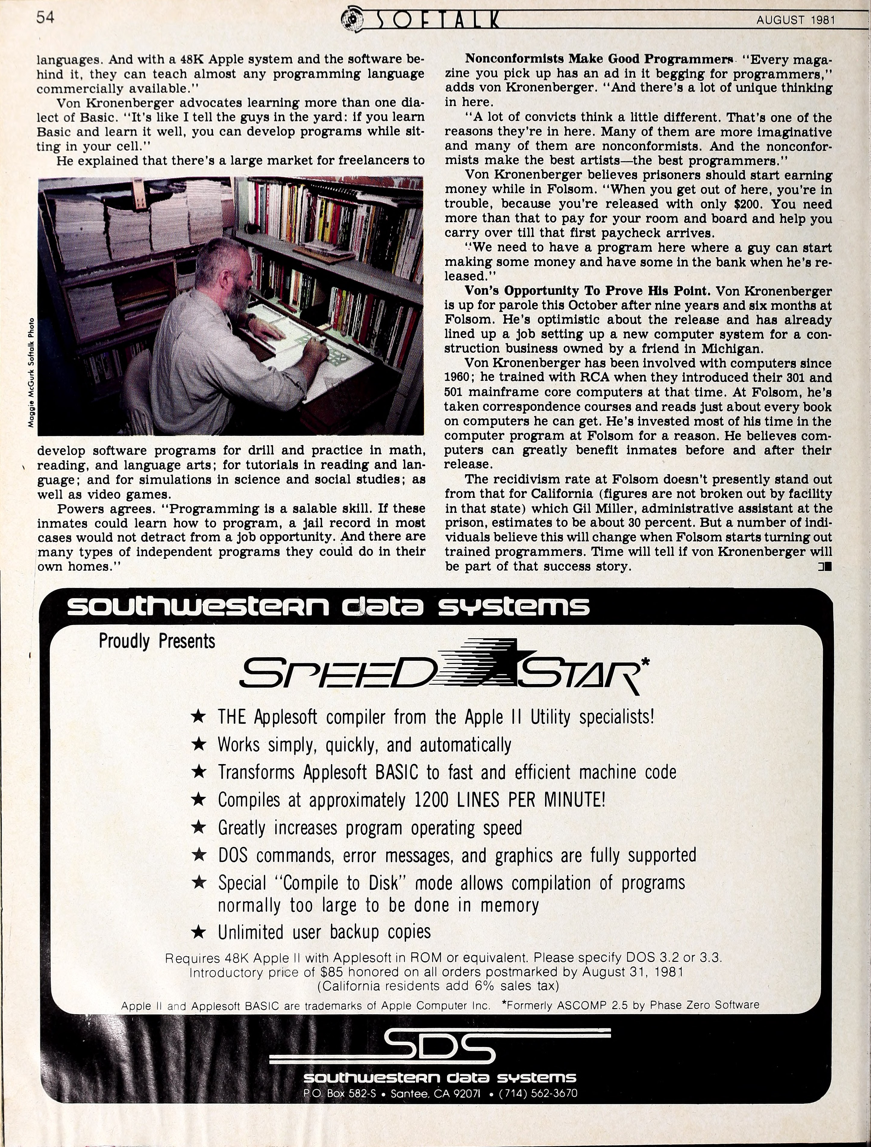 54
SOFTALK
AUGUST 1981
languages. And with a 48K Apple system and the software be-
hind it, they can teach almost any programming language
commercially available."
Von Kronenberger advocates learning more than one dia-
lect of Basic. "It's like I tell the guys in the yard: if you learn
Basic and learn it well, you can develop programs while sit-
ting in your cell."
He explained that there's a large market for freelancers to
Maggie McGurk Softalk Photo
develop software programs for drill and practice in math,
reading, and language arts; for tutorials in reading and lan-
guage; and for simulations in science and social studies; as
well as video games.
Powers agrees. "Programming is a salable skill. If these
inmates could learn how to program, a jail record in most
cases would not detract from a job opportunity. And there are
many types of independent programs they could do in their
own homes."
Nonconformists Make Good Programmers. "Every maga-
zine you pick up has an ad in it begging for programmers,"
adds von Kronenberger. "And there's a lot of unique thinking
in here.
"A lot of convicts think a little different. That's one of the
reasons they're in here. Many of them are more imaginative
and many of them are nonconformists. And the nonconfor-
mists make the best artists—the best programmers."
Von Kronenberger believes prisoners should start earning
money while in Folsom. "When you get out of here, you're in
trouble, because you're released with only $200. You need
more than that to pay for your room and board and help you
carry over till that first paycheck arrives.
"We need to have a program here where a guy can start
making some money and have some in the bank when he's re-
leased."
Von's Opportunity To Prove His Point. Von Kronenberger
is up for parole this October after nine years and six months at
Folsom. He's optimistic about the release and has already
lined up a job setting up a new computer system for a con-
struction business owned by a friend in Michigan.
Von Kronenberger has been involved with computers since
1960; he trained with RCA when they introduced their 301 and
501 mainframe core computers at that time. At Folsom, he's
taken correspondence courses and reads just about every book
on computers he can get. He's invested most of his time in the
computer program at Folsom for a reason. He believes com-
puters can greatly benefit inmates before and after their
release.
The recidivism rate at Folsom doesn't presently stand out
from that for California (figures are not broken out by facility
in that state) which Gil Miller, administrative assistant at the
prison, estimates to be about 30 percent. But a number of indi-
viduals believe this will change when Folsom starts turning out
trained programmers. Time will tell if von Kronenberger will
be part of that success story.
southwestern data systems
Proudly Presents
SPEED STAR*
★ THE Applesoft compiler from the Apple II Utility specialists!
★ Works simply, quickly, and automatically
★ Transforms Applesoft BASIC to fast and efficient machine code
★ Compiles at approximately 1200 LINES PER MINUTE!
★ Greatly increases program operating speed
★ DOS commands, error messages, and graphics are fully supported
★ Special "Compile to Disk" mode allows compilation of programs
normally too large to be done in memory
★ Unlimited user backup copies
Requires 48K Apple II with Applesoft in ROM or equivalent. Please specify DOS 3.2 or 3.3.
Introductory price of $85 honored on all orders postmarked by August 31, 1981
(California residents add 6% sales tax)
Apple II and Applesoft BASIC are trademarks of Apple Computer Inc. *Formerly ASCOMP 2.5 by Phase Zero Software
SDS
southwestern data systems
P.O. Box 582-S • Santee, CA 92071 • (714) 562-3670